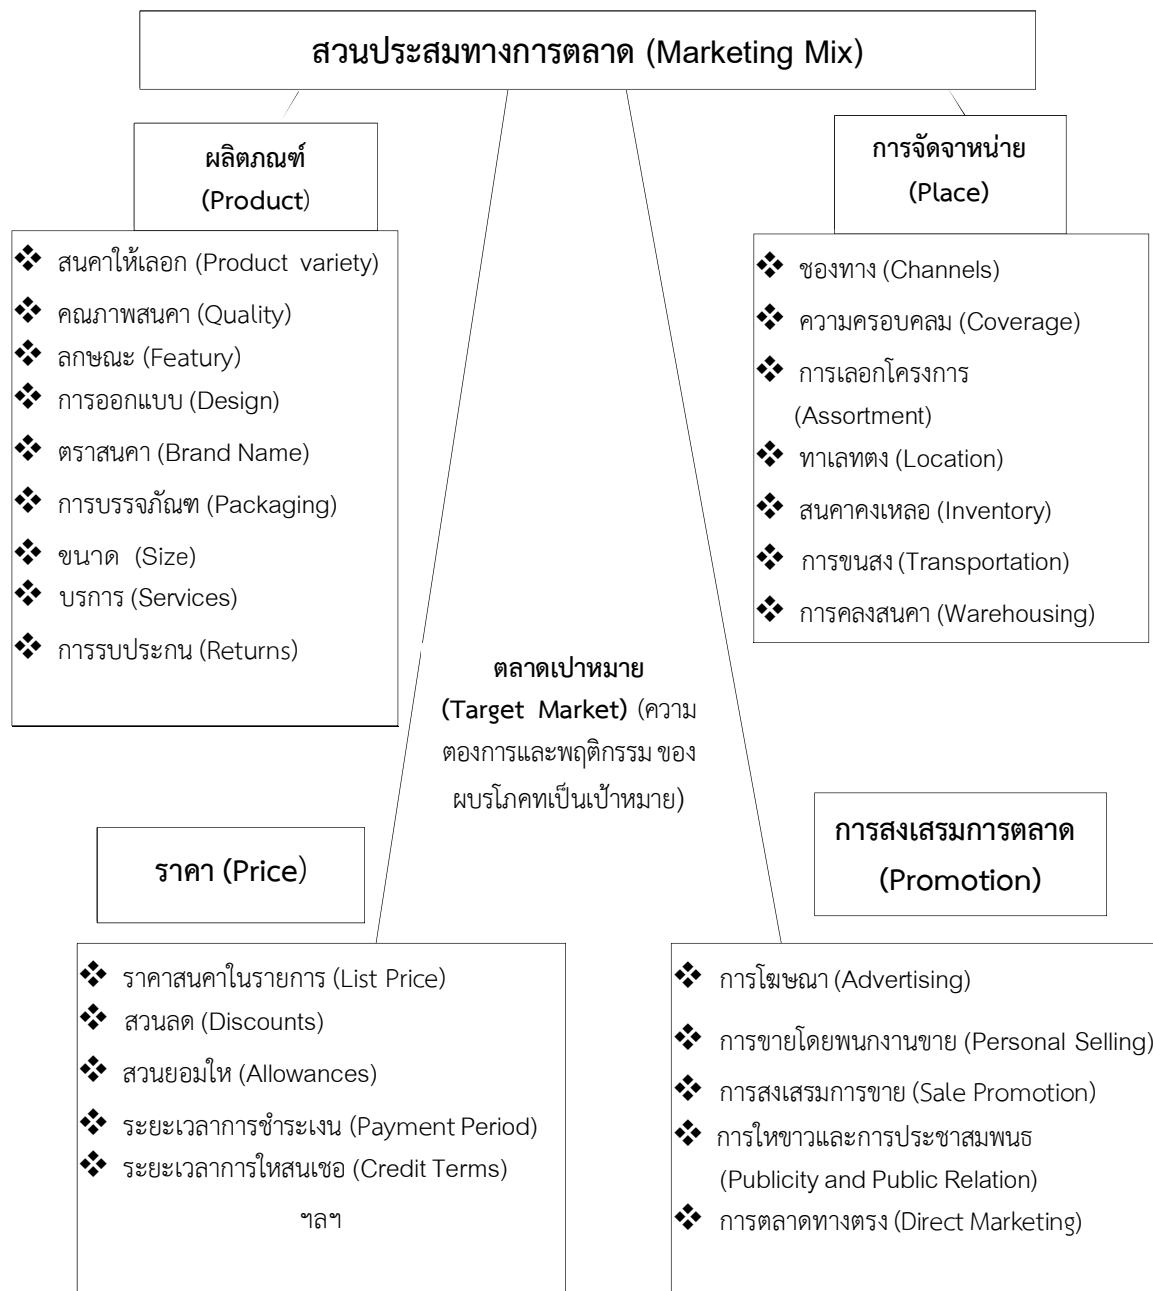 สวนประสมทางการตลาด (Marketing Mix)
ผลิตภณฑ์
(Product)
❖ สนคาให้เลอก (Product variety)
❖ คณภาพสนคา (Quality)
❖ ลกษณะ (Featury)
❖ การออกแบบ (Design)
❖ ตราสนคา (Brand Name)
❖ การบรรจภัณฑ (Packaging)
❖ ขนาด (Size)
❖ บรการ (Services)
❖ การรบประกน (Returns)
การจัดจาหน่าย
(Place)
❖ ชองทาง (Channels)
❖ ความครอบคลม (Coverage)
❖ การเลอกโครงการ
(Assortment)
❖ ทาเลทตง (Location)
❖ สนคาคงเหลอ (Inventory)
❖ การขนสง (Transportation)
❖ การคลงสนคา (Warehousing)
ตลาดเปาหมาย
(Target Market) (ความ
ตองการและพฤติกรรม ของ
ผบรโภคทเป็นเป้าหมาย)
ราคา (Price)
❖ ราคาสนคาในรายการ (List Price)
❖ สวนลด (Discounts)
❖ สวนยอมให (Allowances)
❖ ระยะเวลาการชำระเงน (Payment Period)
❖ ระยะเวลาการใหสนเชอ (Credit Terms)
ฯลฯ
การสงเสรมการตลาด
(Promotion)
❖ การโฆษณา (Advertising)
❖ การขายโดยพนกงานขาย (Personal Selling)
❖ การสงเสรมการขาย (Sale Promotion)
❖ การใหขาวและการประชาสมพนธ
(Publicity and Public Relation)
❖ การตลาดทางตรง (Direct Marketing)